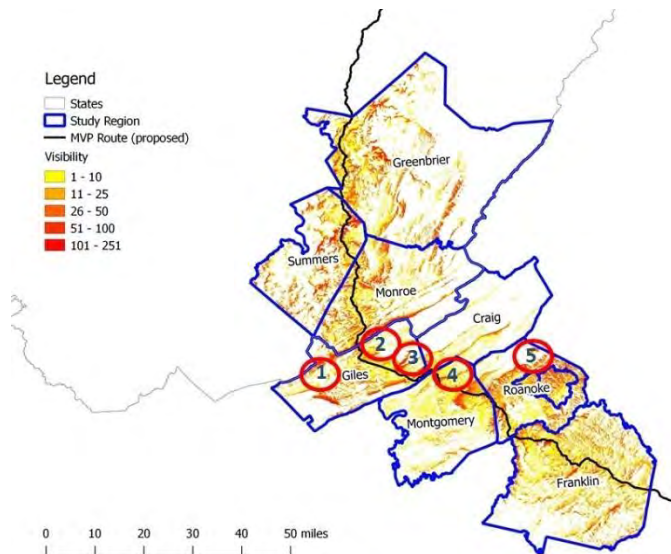 Legend
States
Study Region
MVP Route (proposed)
Visibility
1 - 10
11 - 25
26 - 50
51 - 100
101 - 251
Greenbrier
Summers
Monroe
Craig
1
2
3
4
5
Giles
Roanoke
Montgomery
Franklin
0 10 20 30 40 50 miles